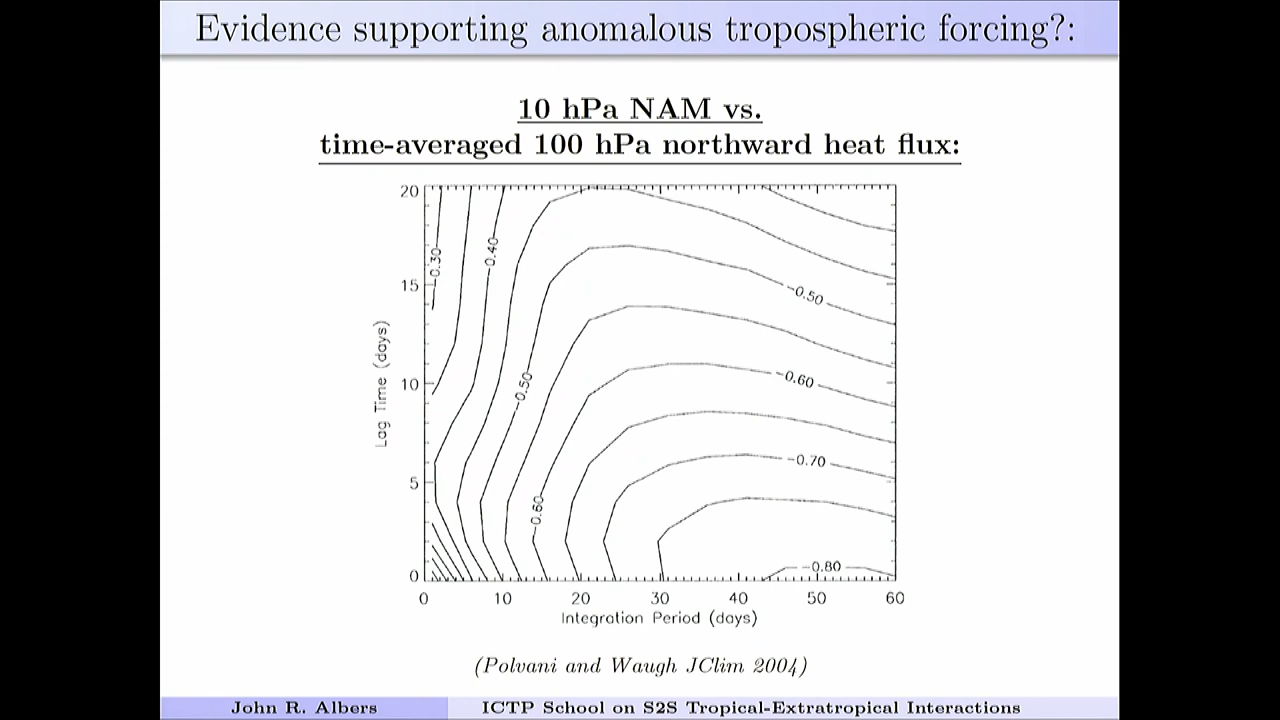 Evidence supporting anomalous tropospheric forcing?:
10 hPa NAM vs.
time-averaged 100 hPa northward heat flux:
20
15
10
5
0
Lag Time (days)
-0.30
-0.40
-0.50
-0.60
-0.50
-0.60
-0.70
-0.80
0 10 20 30 40 50 60
Integration Period (days)
(Polvani and Waugh JClim 2004)
John R. Albers ICTP School on S2S Tropical-Extratropical Interactions